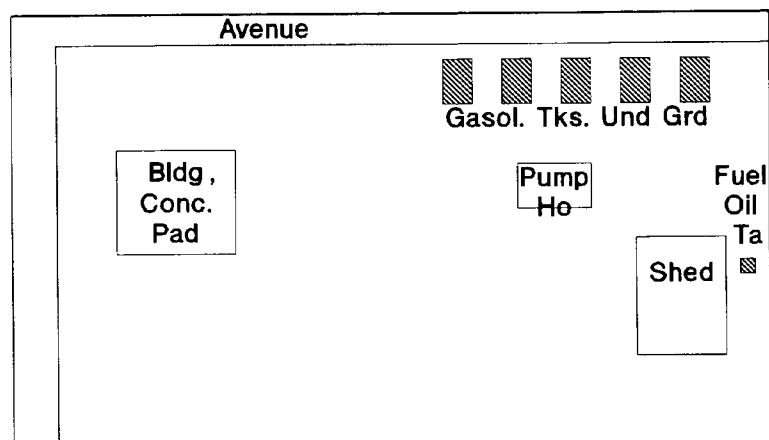 Avenue
Gasol. Tks. Und Grd
Bldg,
Conc.
Pad
Pump
Ho
Fuel
Oil
Ta
Shed